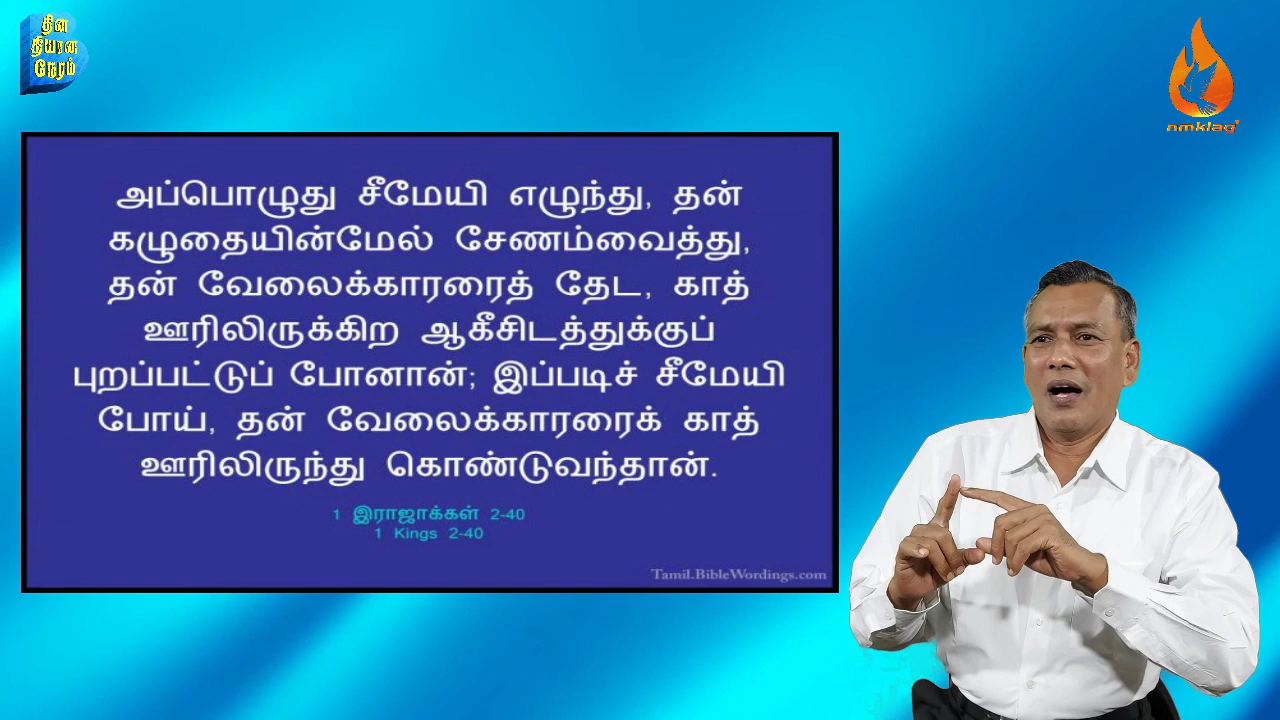 தின
தியான
நேரம்
nmklag
அப்பொழுது சீமேயி எழுந்து, தன்
கழுதையின்மேல் சேணம்வைத்து,
தன் வேலைக்காரரைத் தேட, காத்
ஊரிலிருக்கிற ஆகீசிடத்துக்குப்
புறப்பட்டுப் போனான்; இப்படிச் சீமேயி
போய், தன் வேலைக்காரரைக் காத்
ஊரிலிருந்து கொண்டுவந்தான்.
1 இராஜாக்கள் 2-40
1 Kings 2-40
Tamil.BibleWordings.com